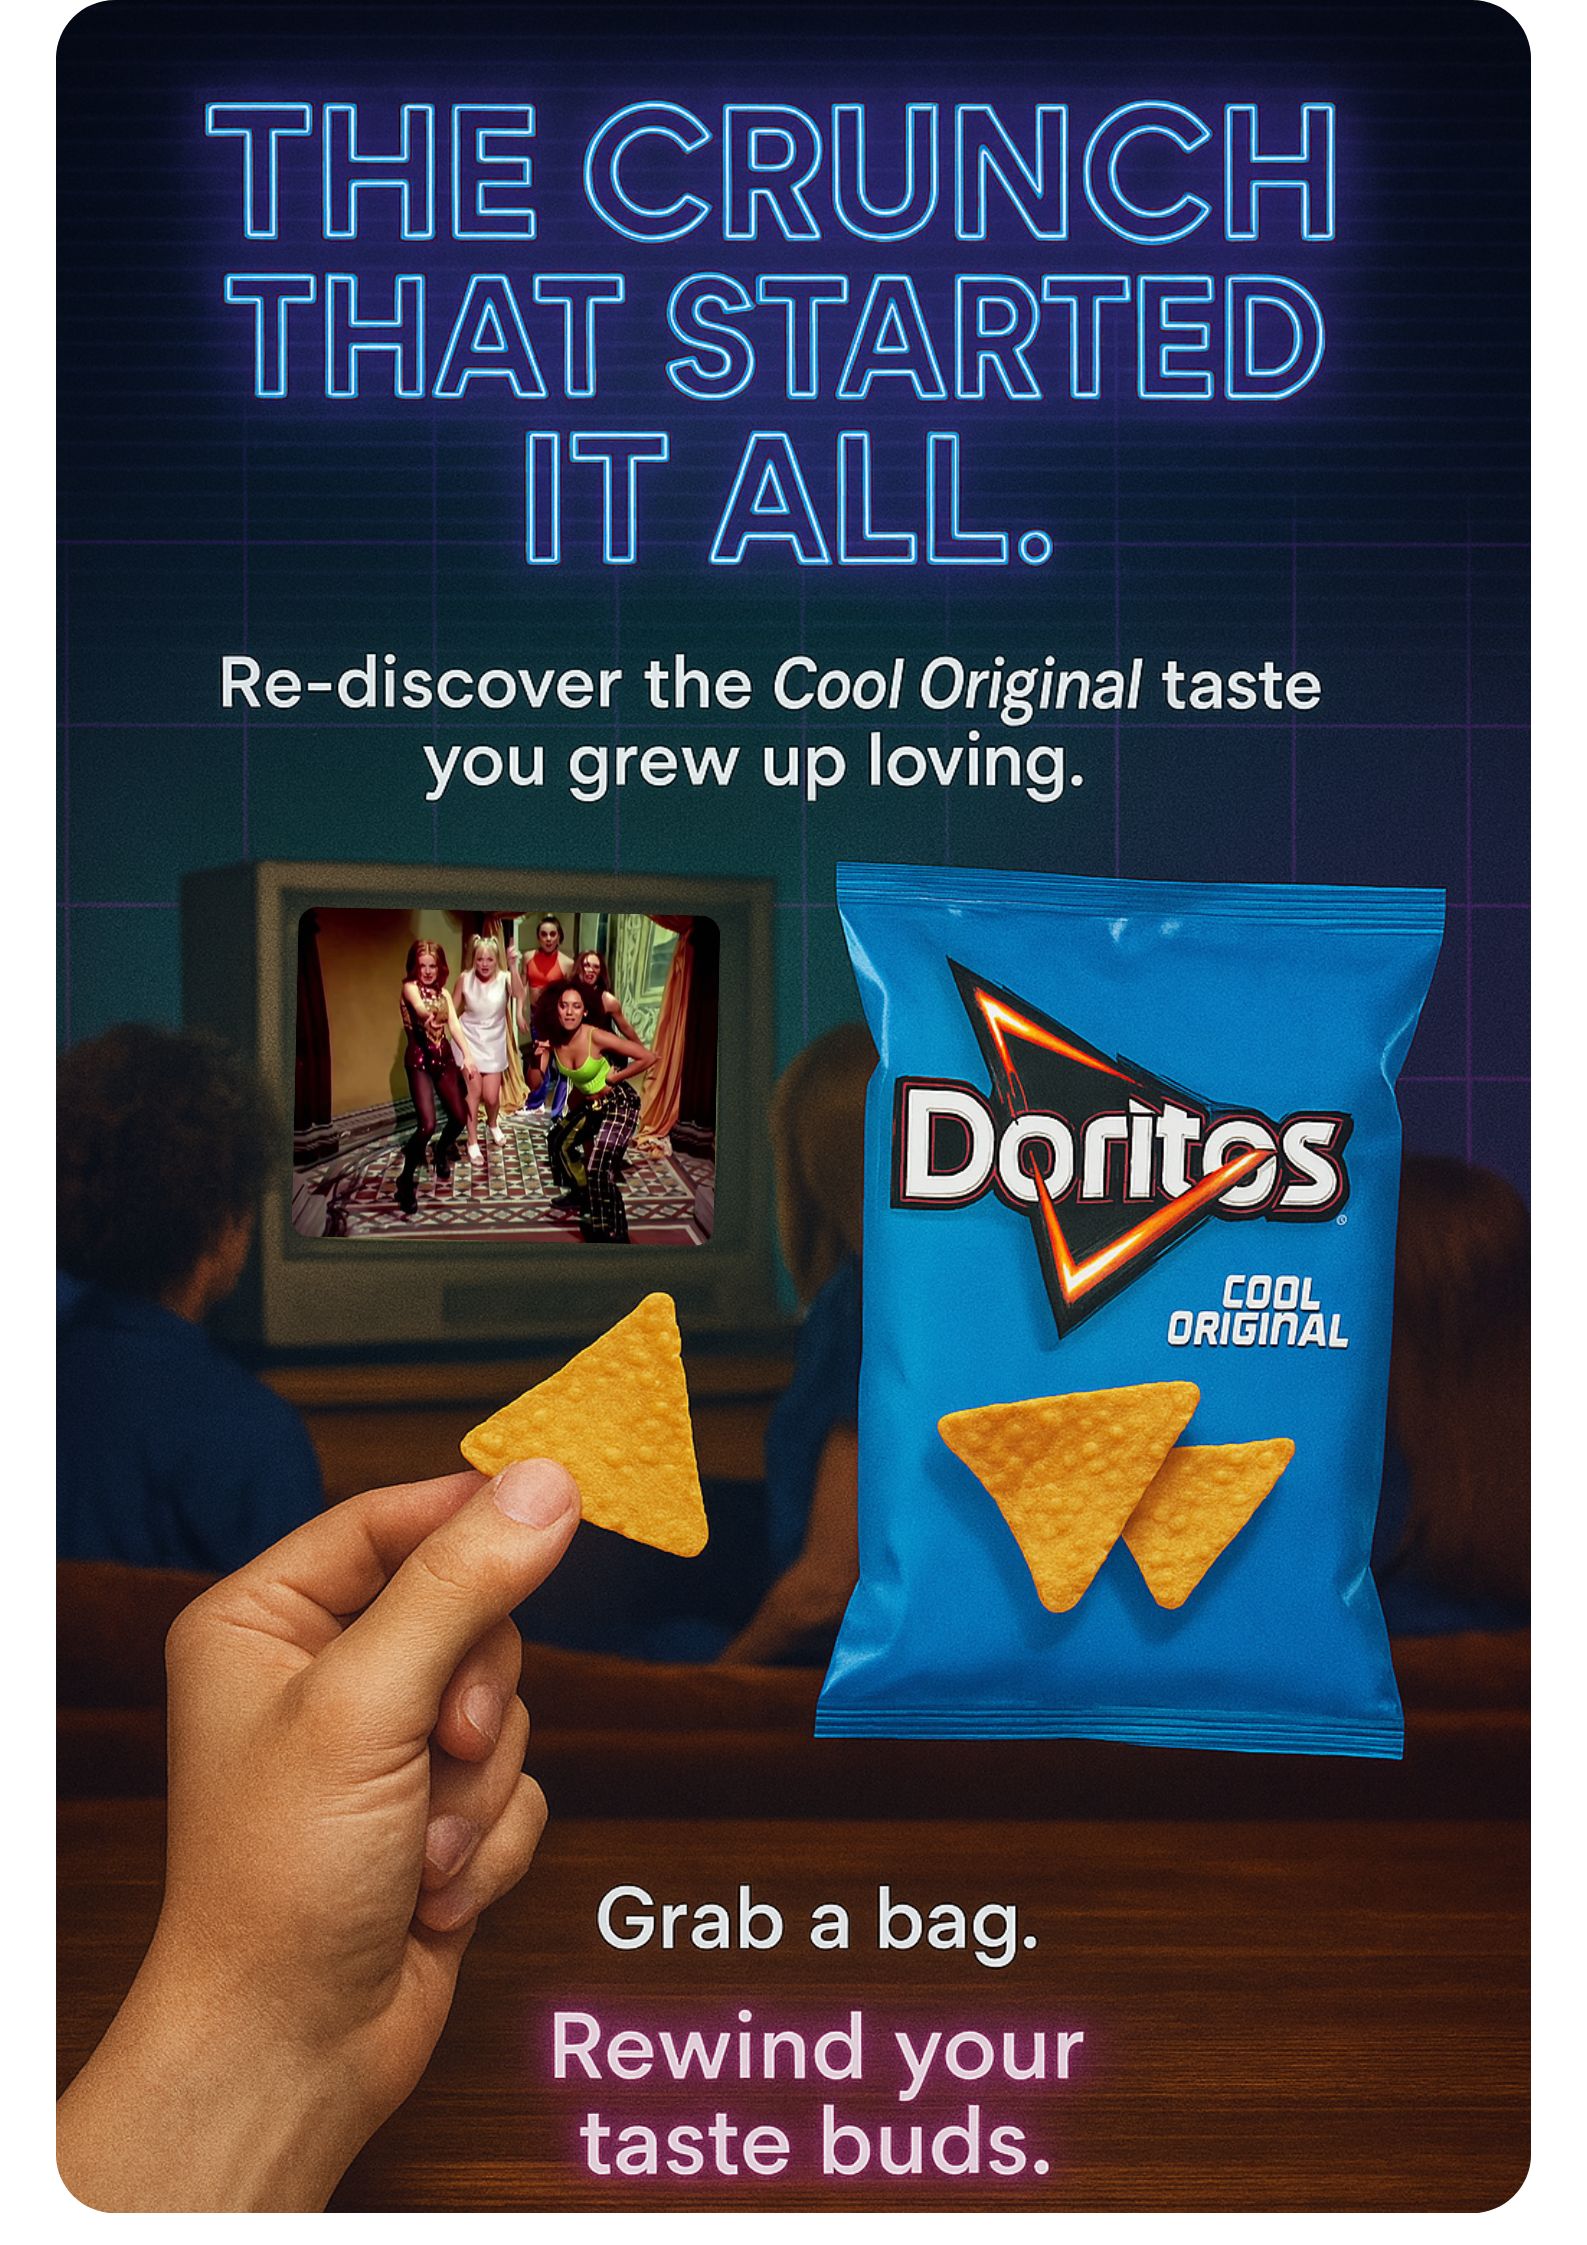 THE CRUNCH
THAT STARTED
IT ALL.
Re-discover the Cool Original taste
you grew up loving.
Doritos
COOL
ORIGINAL
Grab a bag.
Rewind your
taste buds.